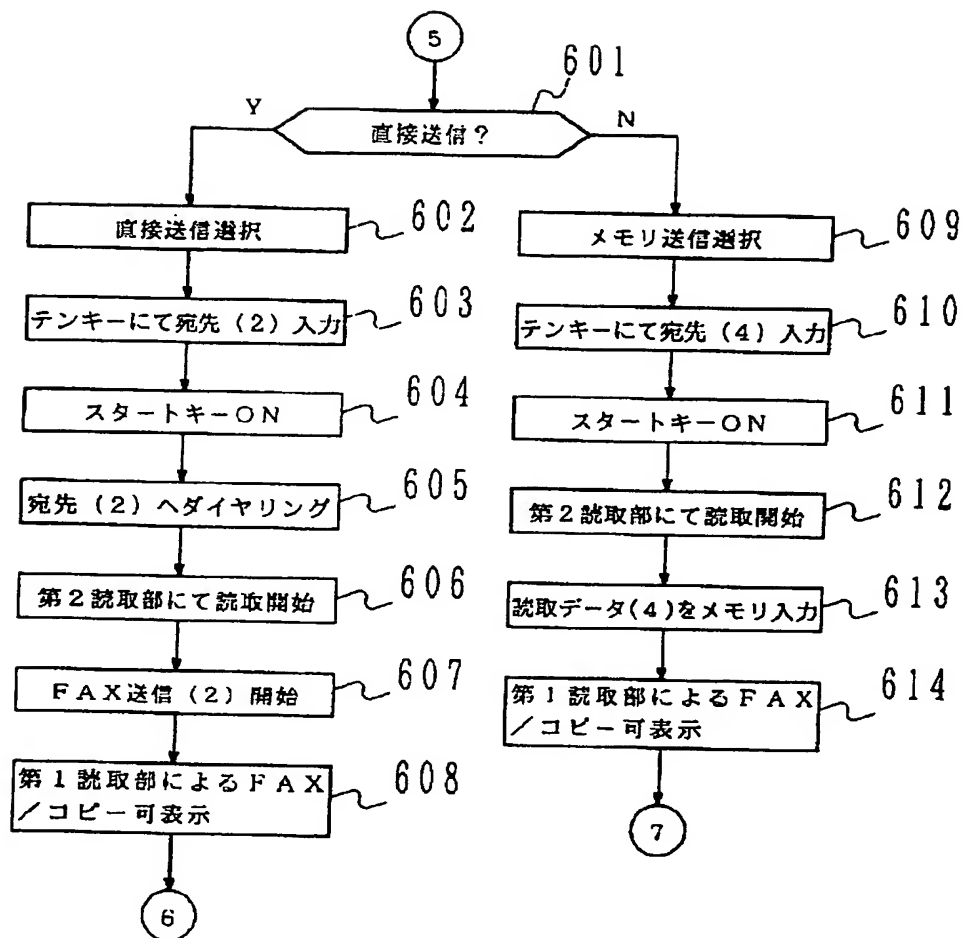 5
601
Y
直接送信?
N
直接送信選択
602
テンキーにて宛先(2)入力
603
スタートキーON
604
宛先(2)へダイヤリング
605
第2読取部にて読取開始
606
FAX送信(2)開始
607
第1読取部によるFAX
/コピー可表示
608
6
メモリ送信選択
609
テンキーにて宛先(4)入力
610
スタートキーON
611
第2読取部にて読取開始
612
読取データ(4)をメモリ入力
613
第1読取部によるFAX
/コピー可表示
614
7